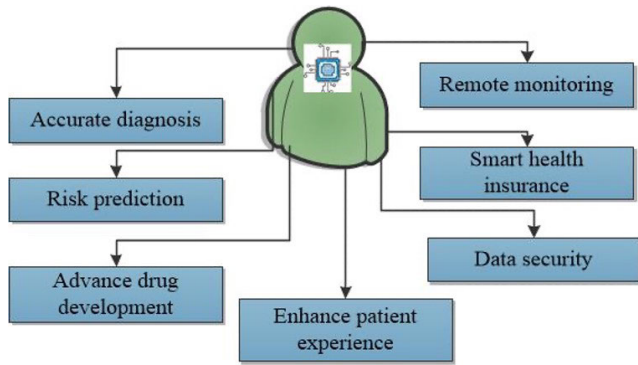 Accurate diagnosis
Risk prediction
Advance drug
development
Enhance patient
experience
Remote monitoring
Smart health
insurance
Data security